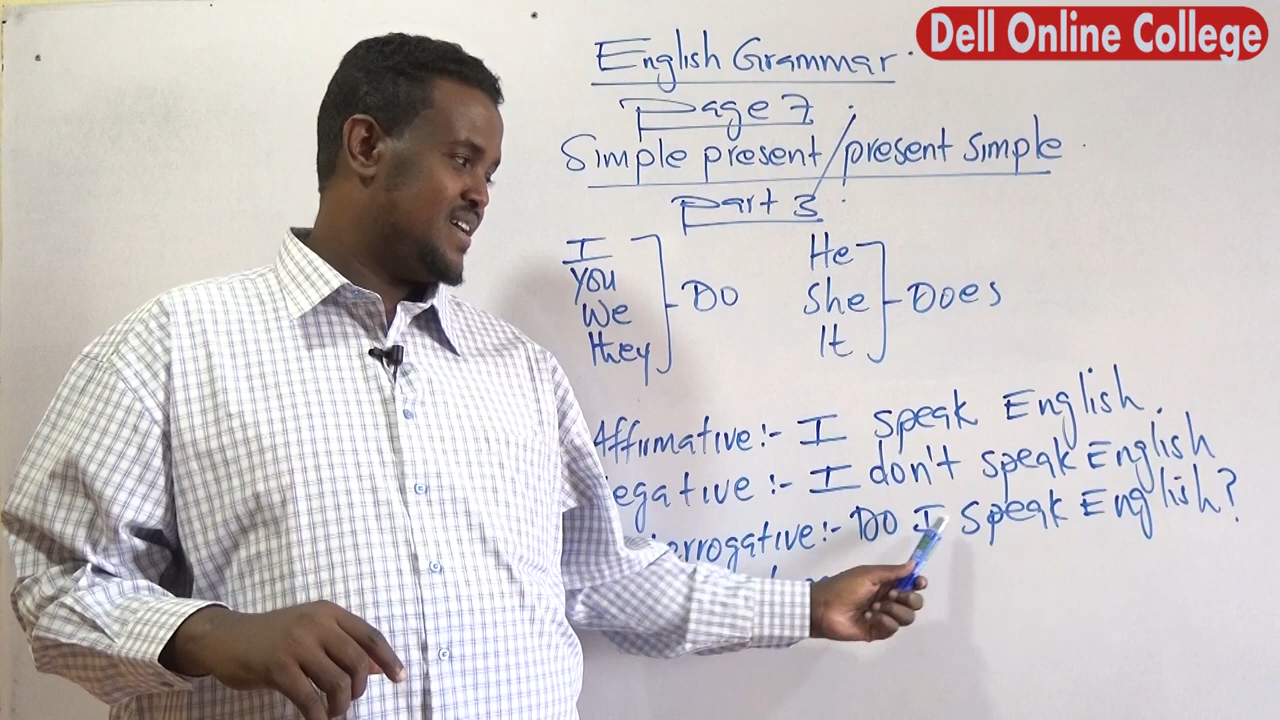 Dell Online College
English Grammar.
Page 7
Simple present/present simple
Part 3
I
You
We
they
Do
He
She
It
Does
Affirmative:- I speak English.
egative:- I don't speak English
errogative:- Do I speak English?